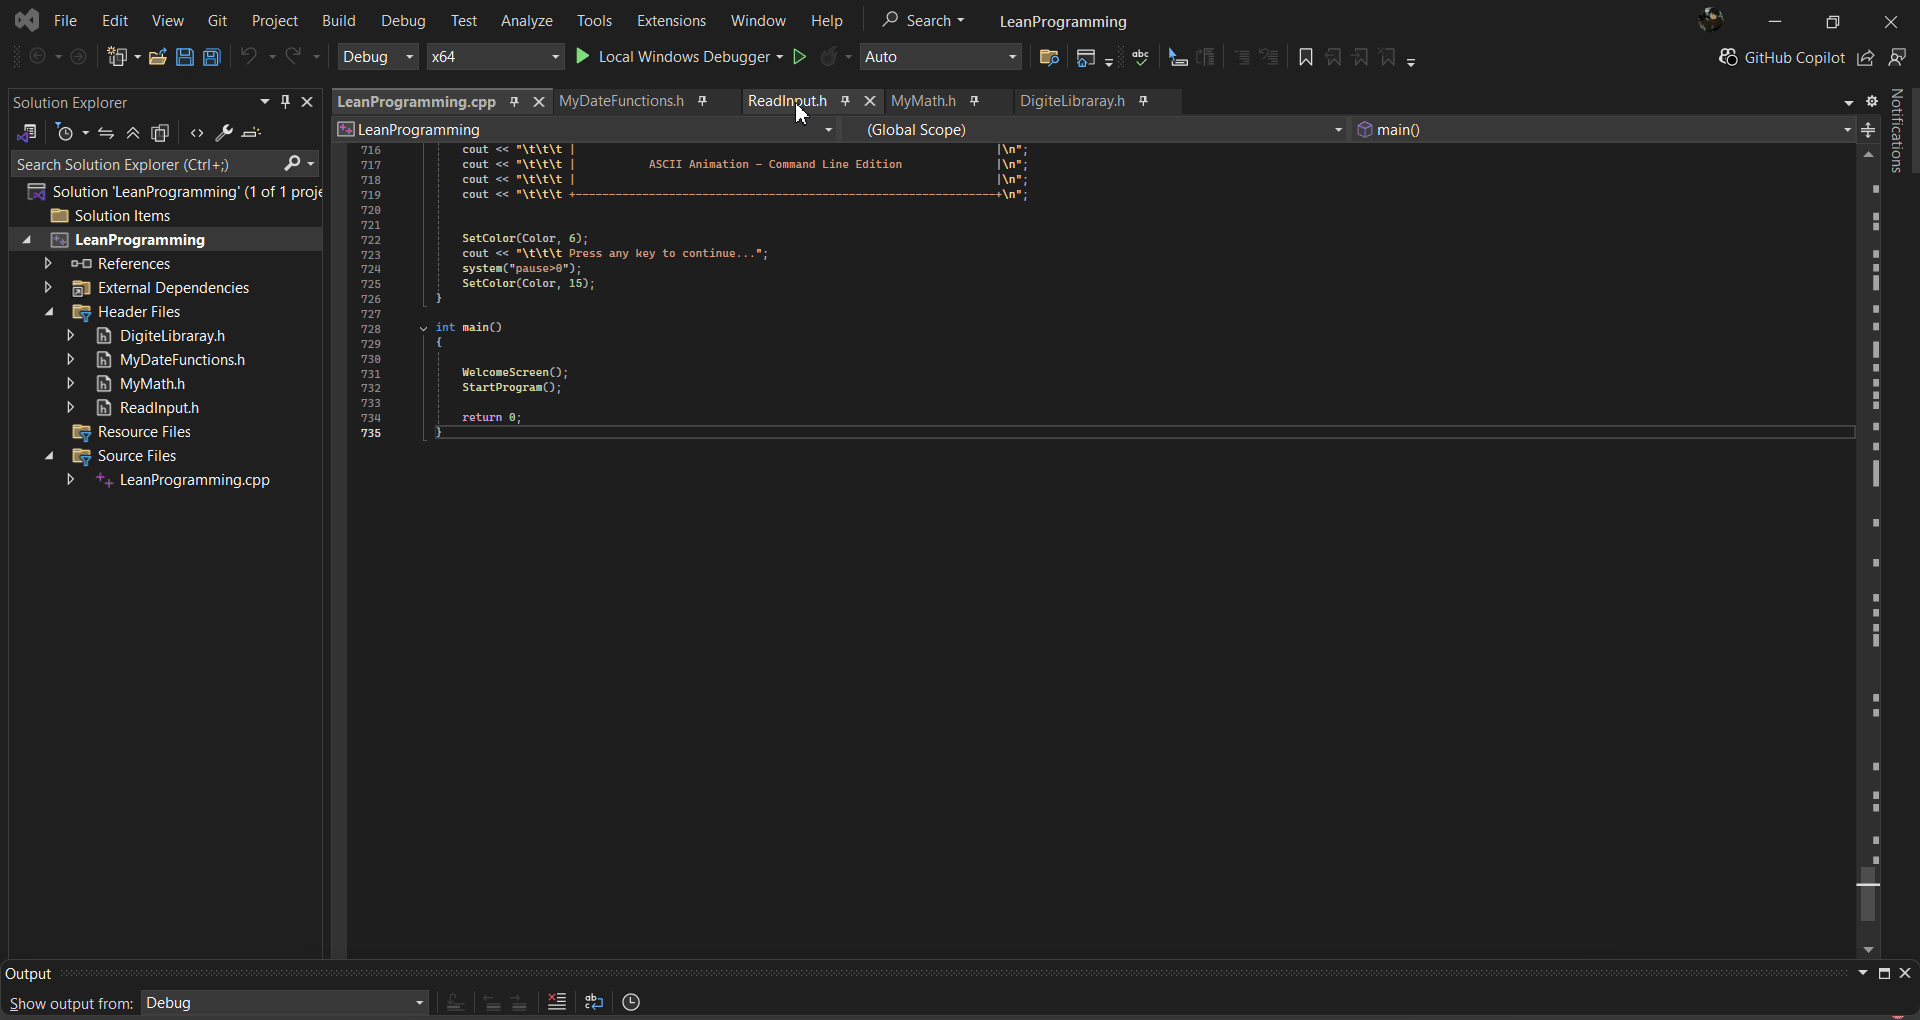 File Edit View Git Project Build Debug Test Analyze Tools Extensions Window Help Search LeanProgramming
Debug x64 Local Windows Debugger Auto abc GitHub Copilot
Solution Explorer
Search Solution Explorer (Ctrl+;)
Solution 'LeanProgramming' (1 of 1 proje
Solution Items
LeanProgramming
References
External Dependencies
Header Files
DigiteLibraray.h
MyDateFunctions.h
MyMath.h
ReadInput.h
Resource Files
Source Files
LeanProgramming.cpp
LeanProgramming.cpp MyDateFunctions.h ReadInput.h MyMath.h DigiteLibraray.h
LeanProgramming (Global Scope) main()
716 cout << "\t\t\t | |\n";
717 cout << "\t\t\t | ASCII Animation - Command Line Edition |\n";
718 cout << "\t\t\t | |\n";
719 cout << "\t\t\t +----------------------------------------------------------------+\n";
720
721
722 SetColor(Color, 6);
723 cout << "\t\t\t Press any key to continue...";
724 system("pause>0");
725 SetColor(Color, 15);
726 }
727
728 int main()
729 {
730
731 WelcomeScreen();
732 StartProgram();
733
734 return 0;
735 }
Notifications
Output
Show output from: Debug